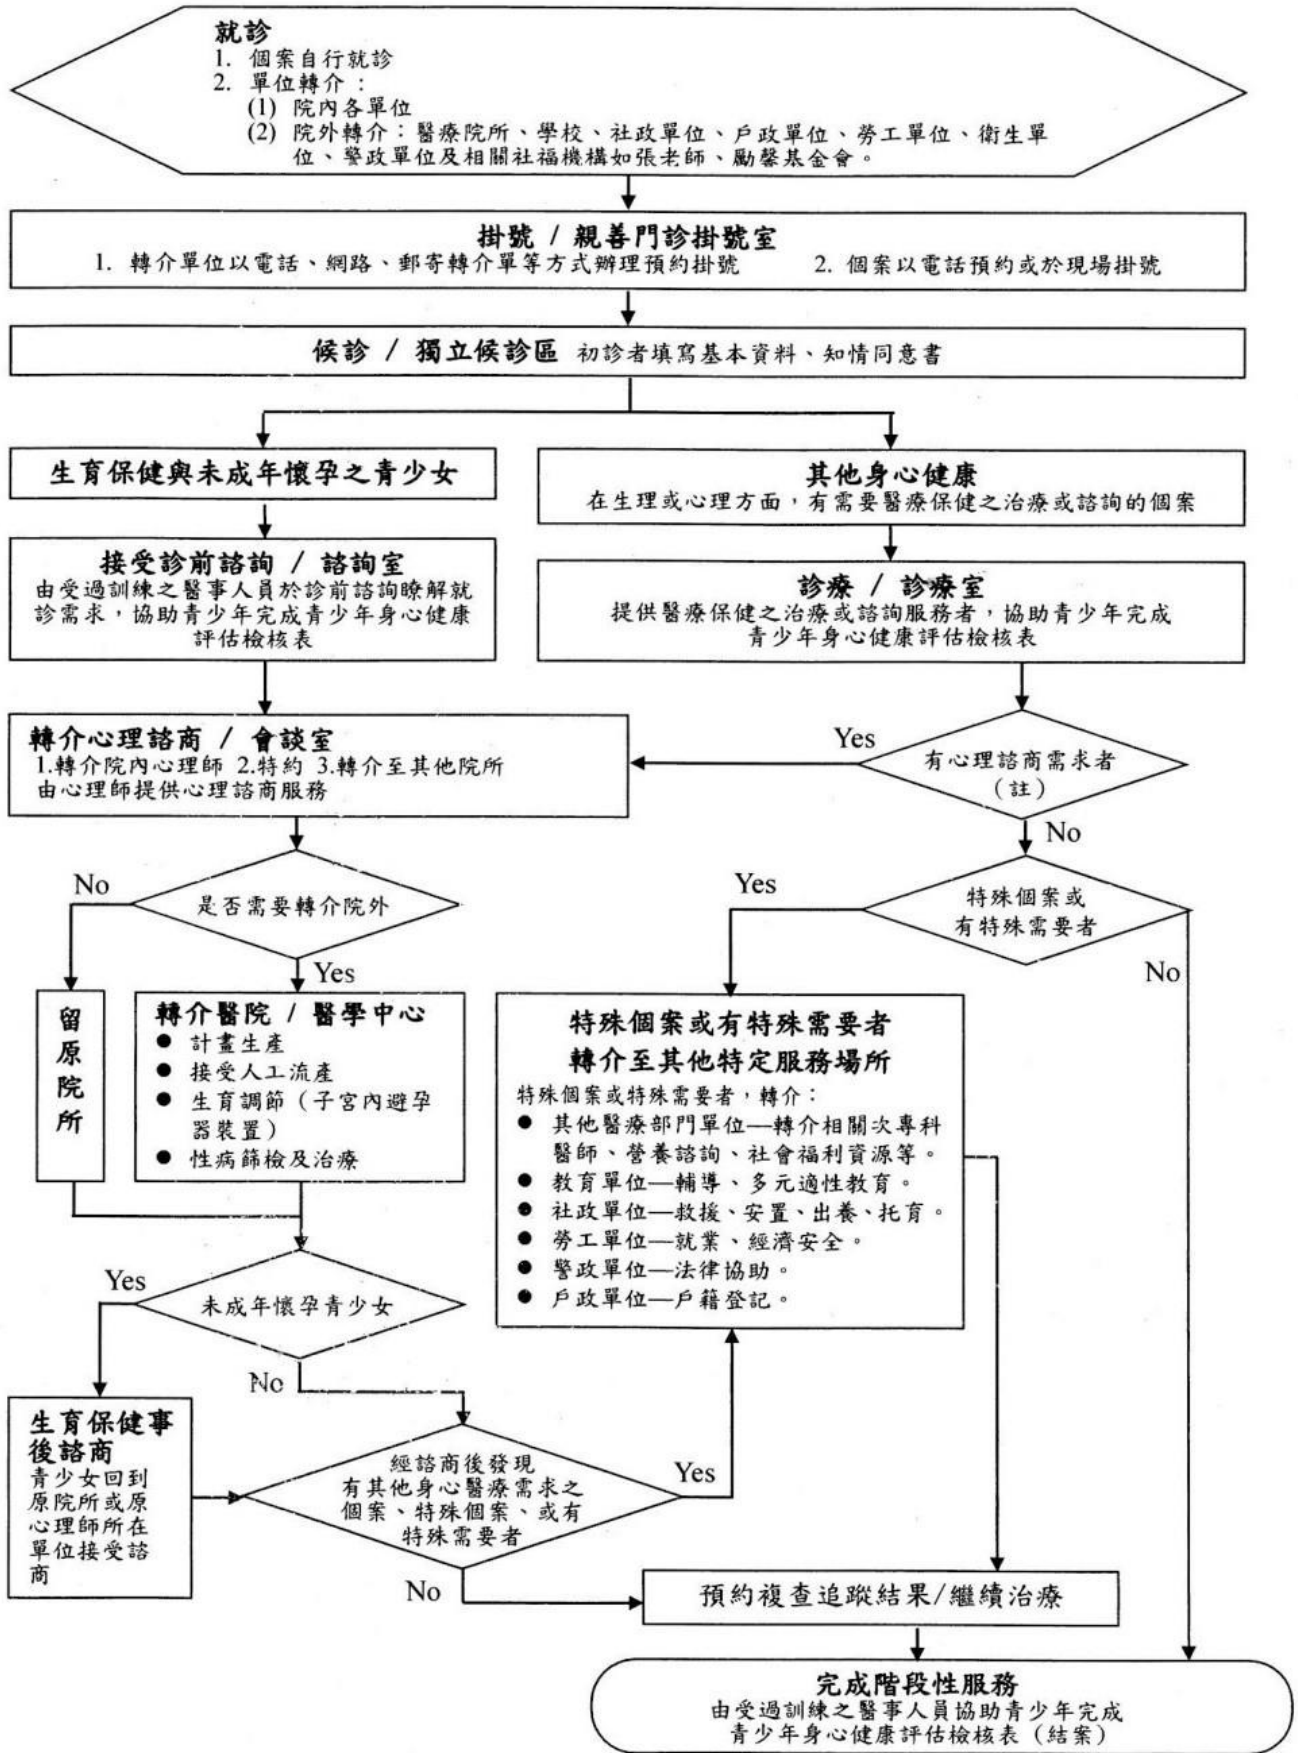 就診
1. 個案自行就診
2. 單位轉介：
(1) 院內各單位
(2) 院外轉介：醫療院所、學校、社政單位、戶政單位、勞工單位、衛生單
位、警政單位及相關社福機構如張老師、勵馨基金會。
掛號 / 親善門診掛號室
1. 轉介單位以電話、網路、郵寄轉介單等方式辦理預約掛號 2. 個案以電話預約或於現場掛號
候診 / 獨立候診區 初診者填寫基本資料、知情同意書
生育保健與未成年懷孕之青少女
其他身心健康
在生理或心理方面，有需要醫療保健之治療或諮詢的個案
接受診前諮詢 / 諮詢室
由受過訓練之醫事人員於診前諮詢瞭解就
診需求，協助青少年完成青少年身心健康
評估檢核表
診療 / 診療室
提供醫療保健之治療或諮詢服務者，協助青少年完成
青少年身心健康評估檢核表
轉介心理諮商 / 會談室
1.轉介院內心理師 2.特約 3.轉介至其他院所
由心理師提供心理諮商服務
Yes
有心理諮商需求者
（註）
No
No
是否需要轉介院外
Yes
Yes
特殊個案或
有特殊需要者
No
留
原
院
所
轉介醫院 / 醫學中心
● 計畫生產
● 接受人工流產
● 生育調節（子宮內避孕
器裝置）
● 性病篩檢及治療
特殊個案或有特殊需要者
轉介至其他特定服務場所
特殊個案或特殊需要者，轉介：
● 其他醫療部門單位—轉介相關次專科
醫師、營養諮詢、社會福利資源等。
● 教育單位—輔導、多元適性教育。
● 社政單位—救援、安置、出養、托育。
● 勞工單位—就業、經濟安全。
● 警政單位—法律協助。
● 戶政單位—戶籍登記。
Yes
未成年懷孕青少女
No
生育保健事
後諮商
青少女回到
原院所或原
心理師所在
單位接受諮
商
經諮商後發現
有其他身心醫療需求之
個案、特殊個案、或有
特殊需要者
Yes
No
預約複查追蹤結果/繼續治療
完成階段性服務
由受過訓練之醫事人員協助青少年完成
青少年身心健康評估檢核表（結案）